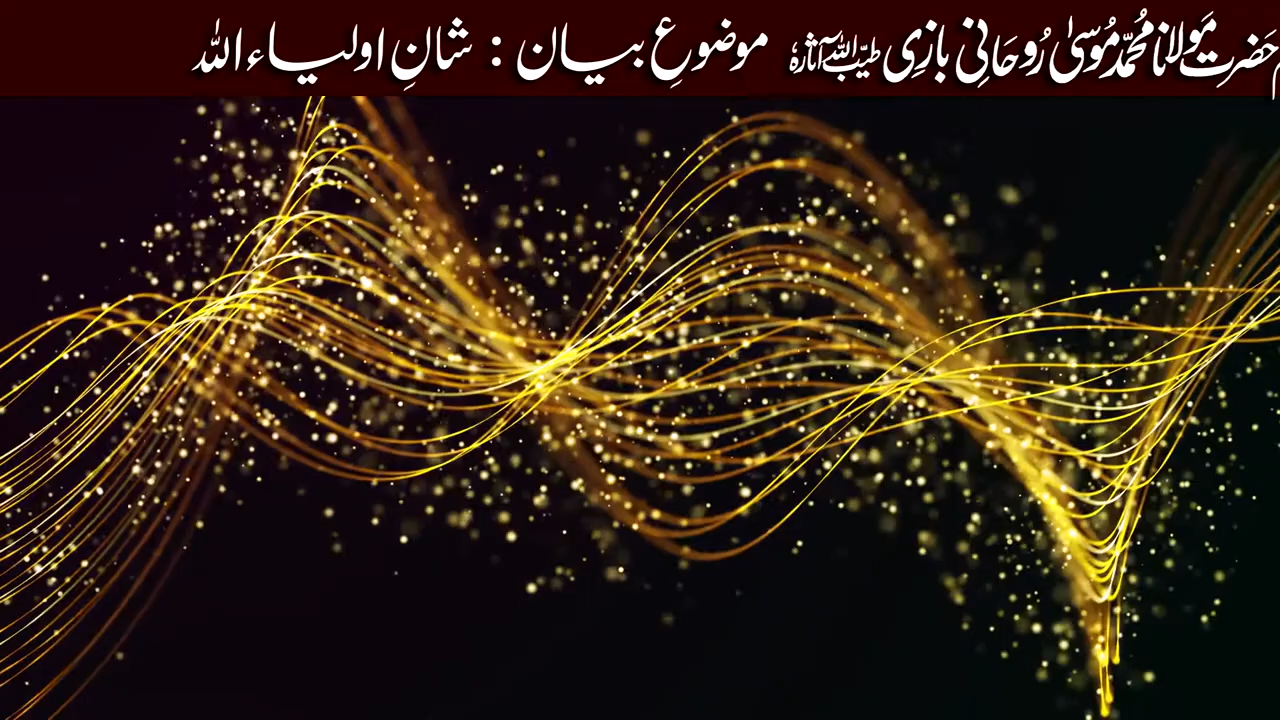 حضرت مولانا محمد موسیٰ روحانی بازی طیب اللہ آثارہ موضوعِ بیان : شانِ اولیاء اللہ